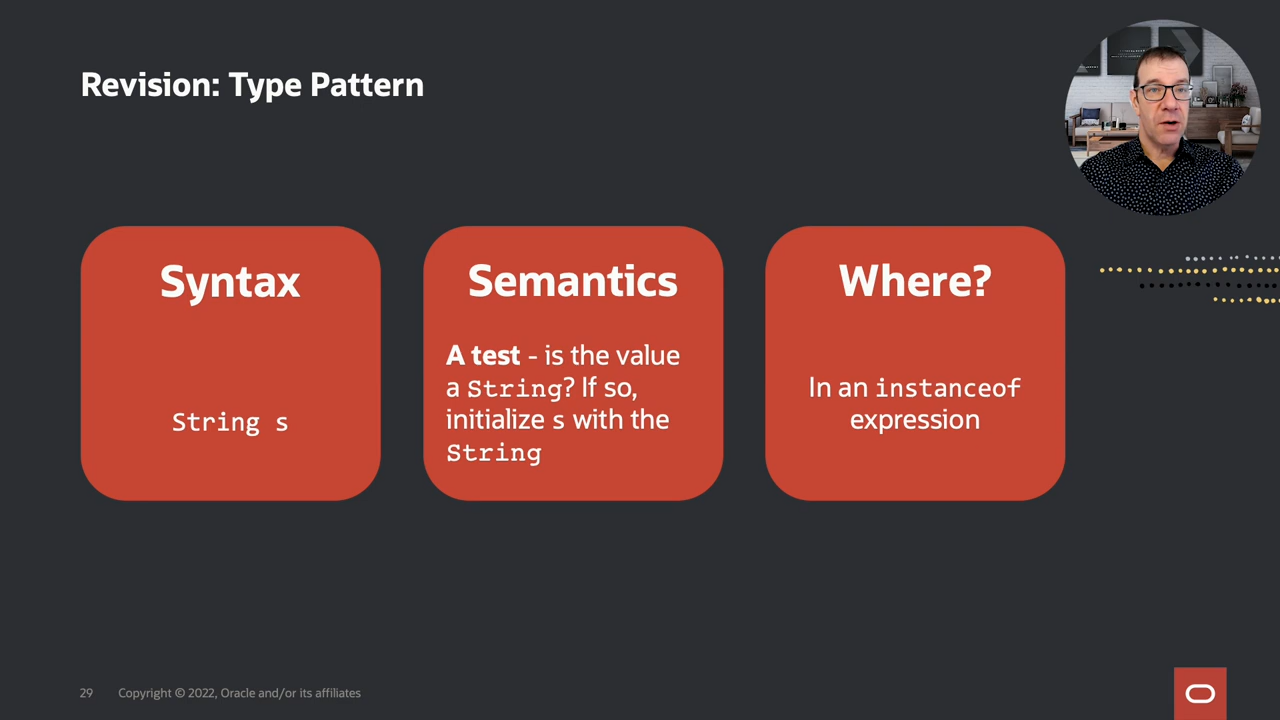 Revision: Type Pattern
Syntax
String s
Semantics
A test - is the value
a String? If so,
initialize s with the
String
Where?
In an instanceof
expression
29 Copyright © 2022, Oracle and/or its affiliates